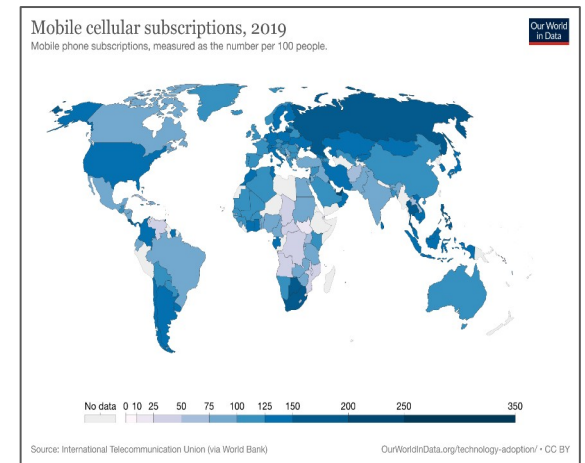 Mobile cellular subscriptions, 2019
Mobile phone subscriptions, measured as the number per 100 people.
Our World
in Data
No data 0 10 25 50 75 100 125 150 200 250 350
Source: International Telecommunication Union (via World Bank)
OurWorldInData.org/technology-adoption/ • CC BY